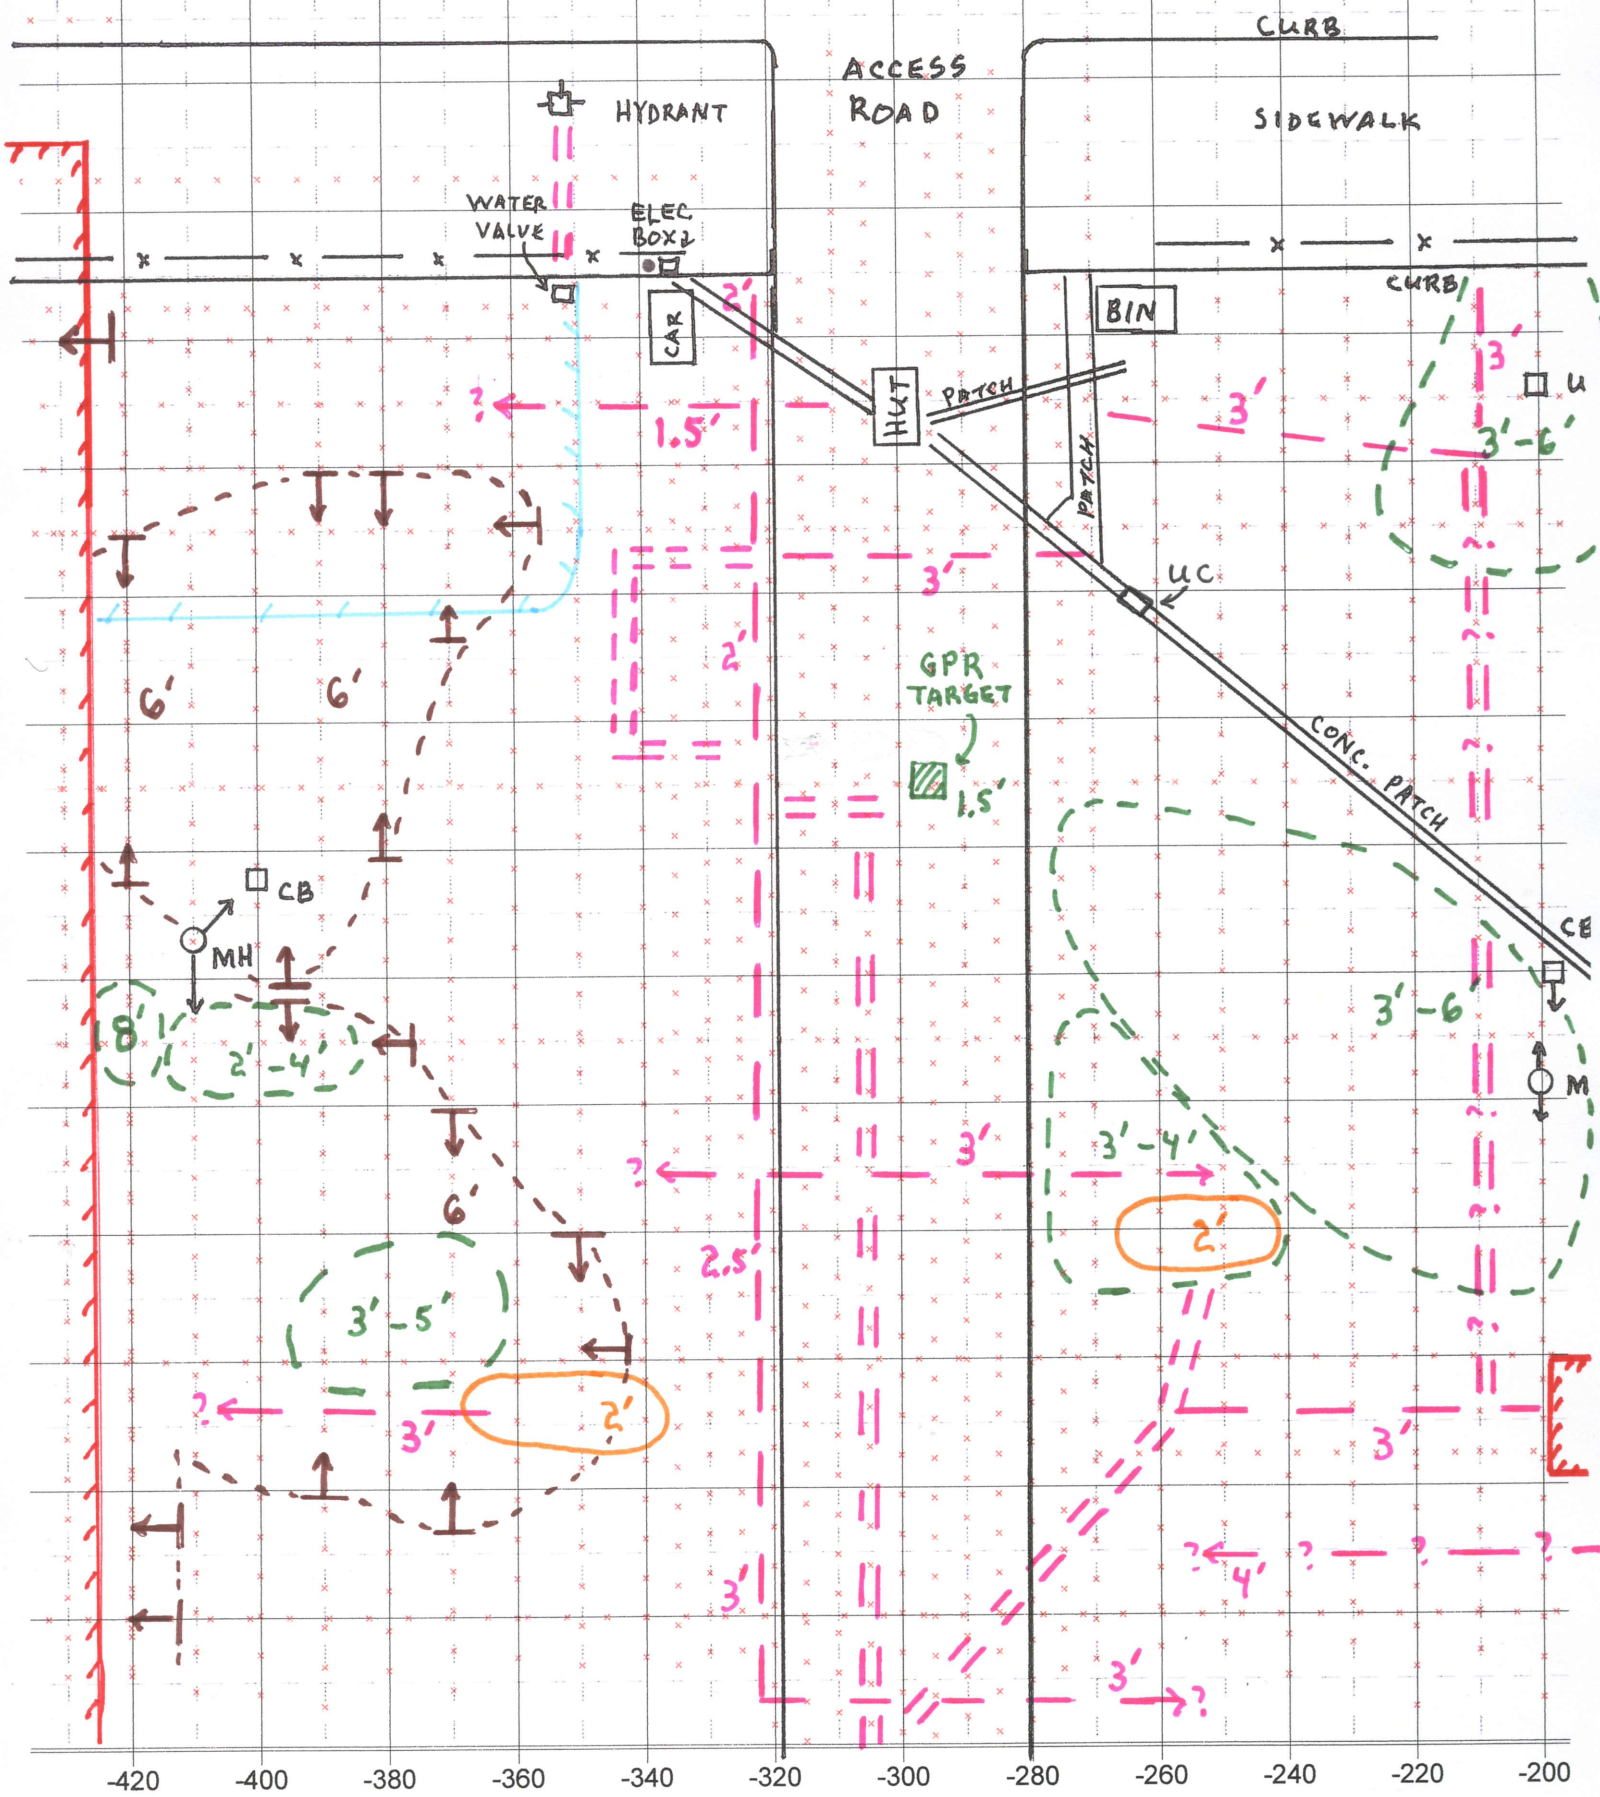 CURB
ACCESS
ROAD
HYDRANT
SIDEWALK
WATER
VALVE
ELEC
BOX
x x x x
x x
CURB
CAR
2'
BIN
3'
U
HUT
PATCH
? 1.5'
3'
3'-6'
PATCH
?
3'
UC
?
6' 6'
2'
GPR
TARGET
1.5'
CONC. PATCH
?
CB
MH
CE
8'
2'-4'
3'-6
M
?
3'-4'
? 3'
6'
2'
?
2.5'
3'-5'
?
? 3'
2'
3'
3'
? 4' ? ? ?
3' ?
-420 -400 -380 -360 -340 -320 -300 -280 -260 -240 -220 -200